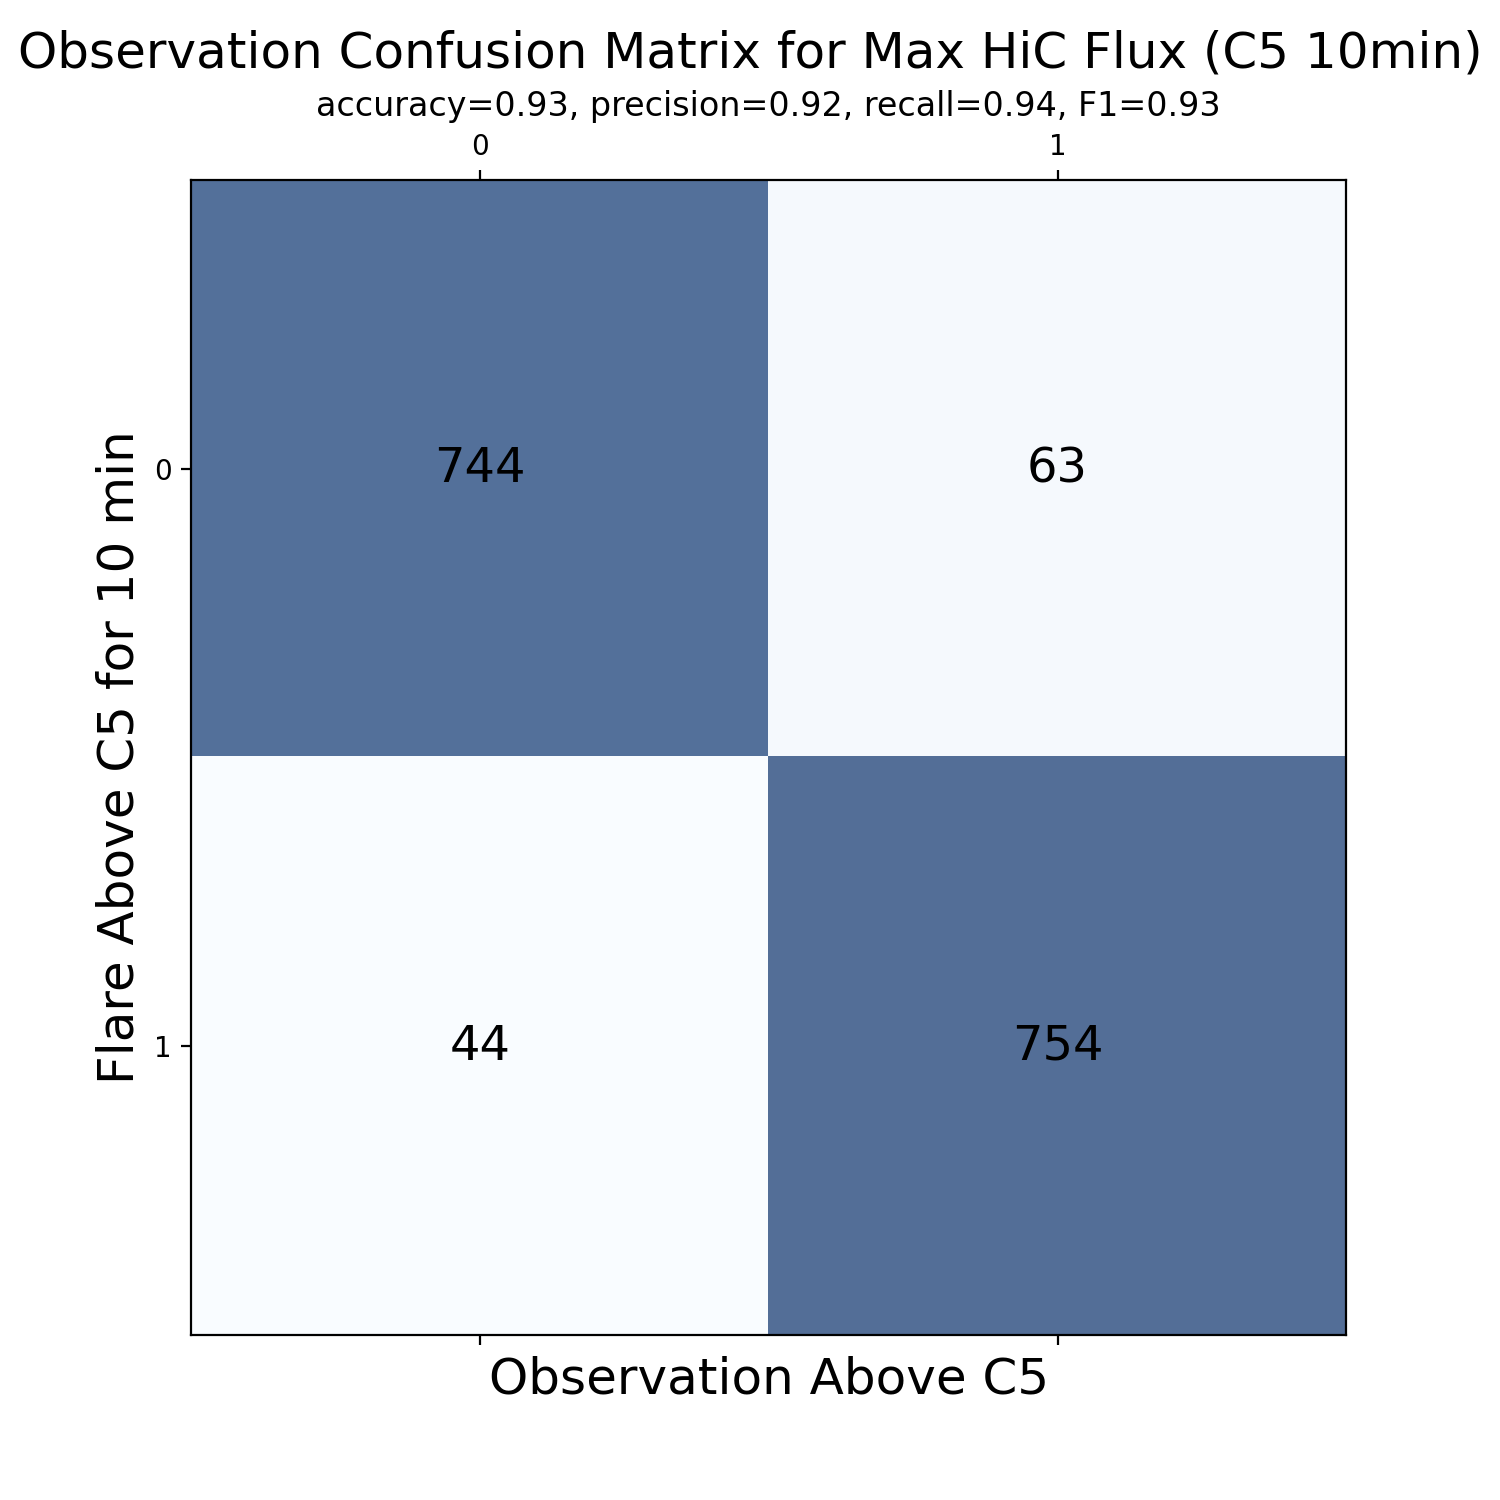 Observation Confusion Matrix for Max HiC Flux (C5 10min)
accuracy=0.93, precision=0.92, recall=0.94, F1=0.93
0 1
Flare Above C5 for 10 min
0 744 63
1 44 754
Observation Above C5